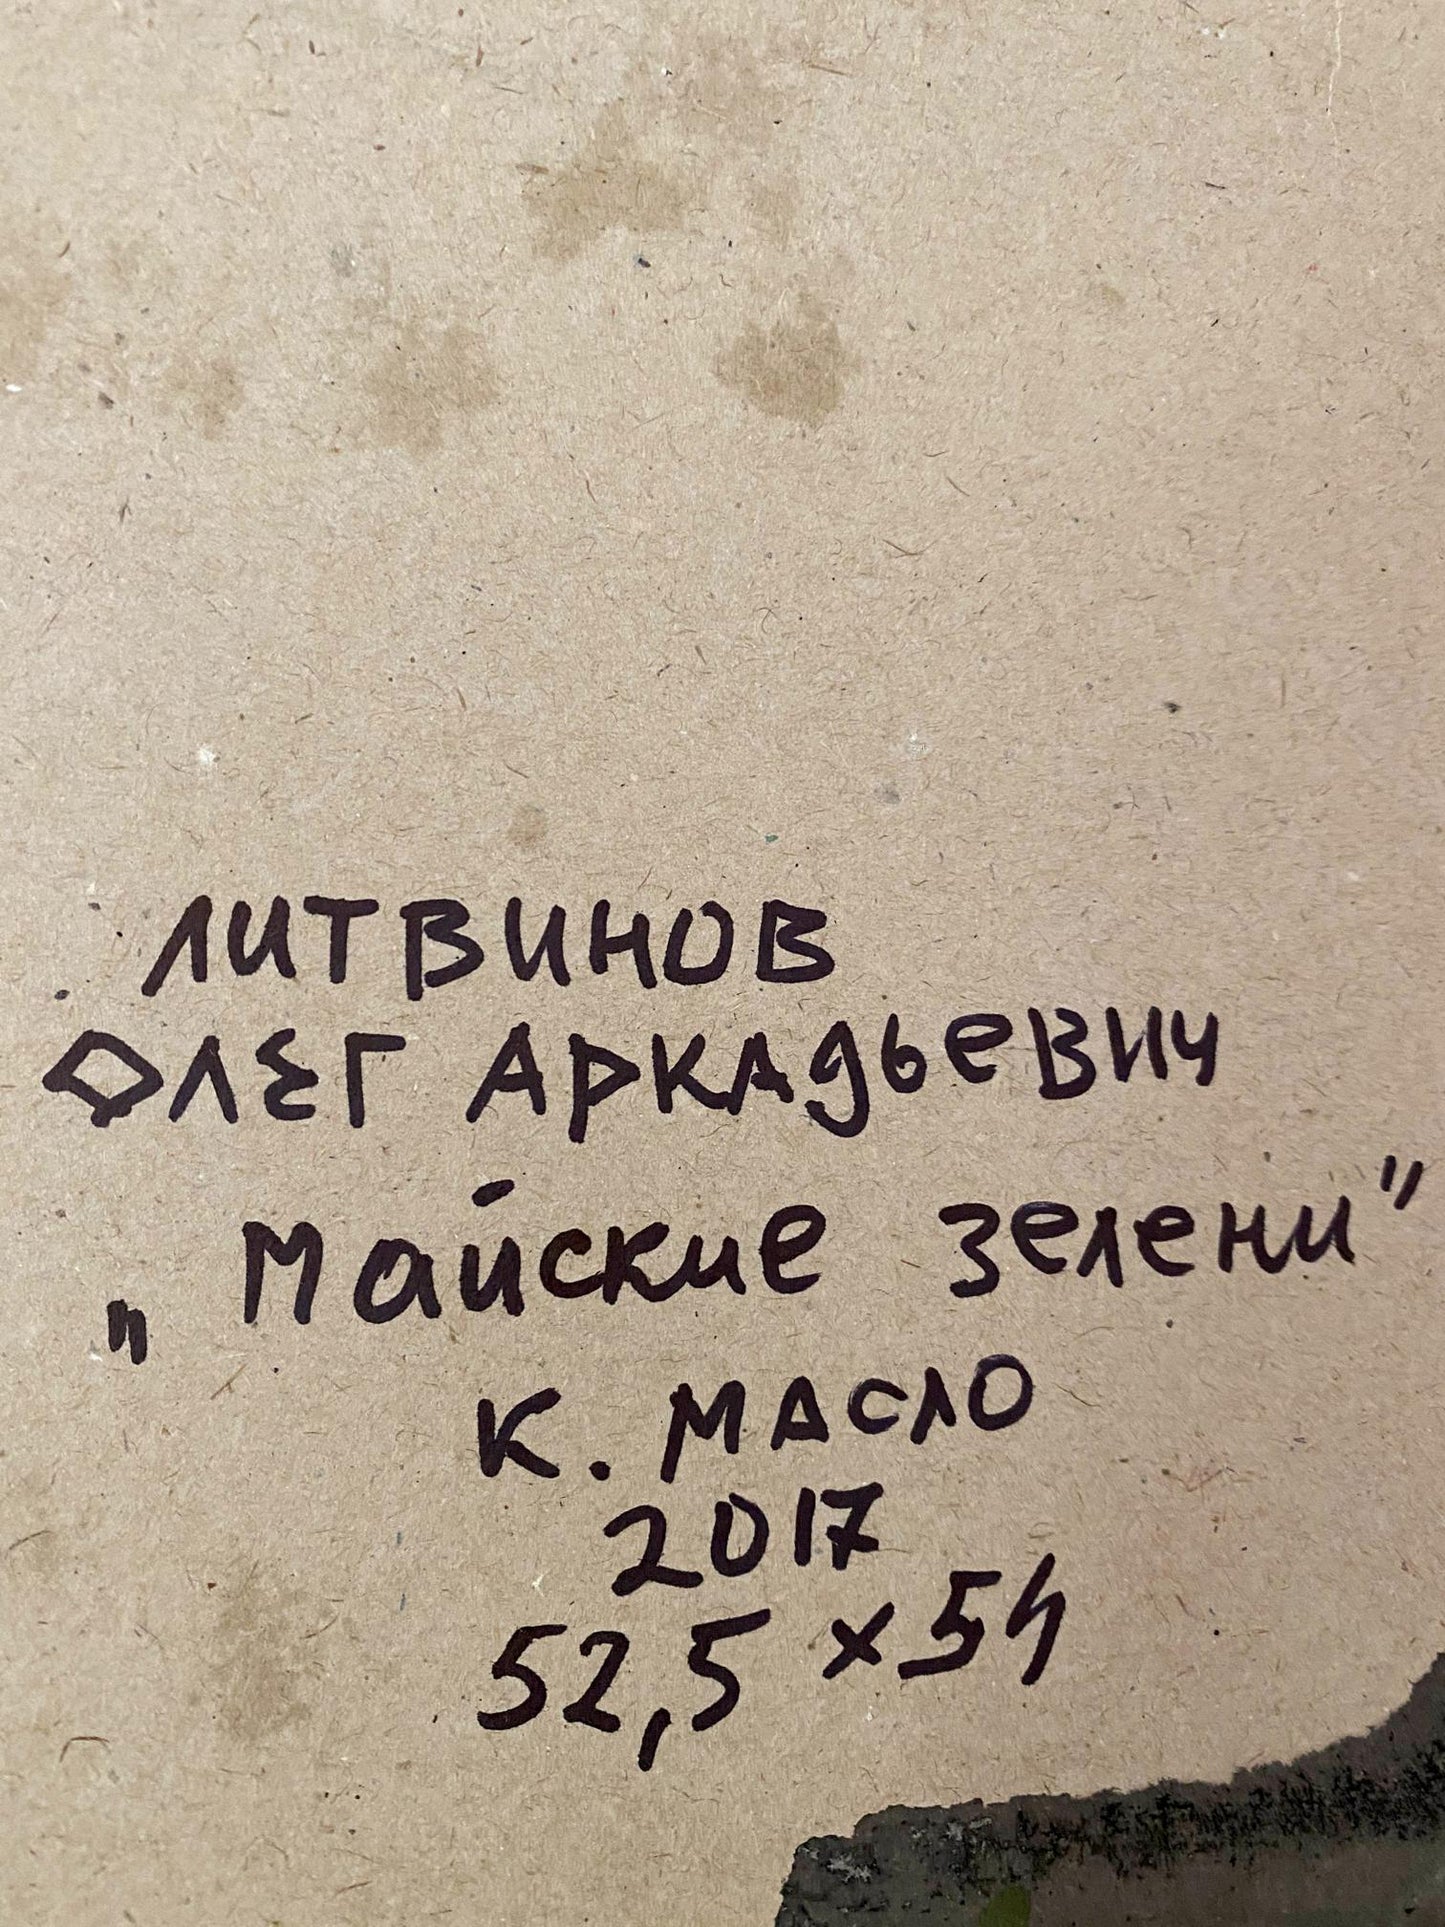 ЛИТВИНОВ
ОЛЕГ АРКАДЬЕВИЧ
„Майские зелени"
К. МАСЛО
2017
52,5 x 54